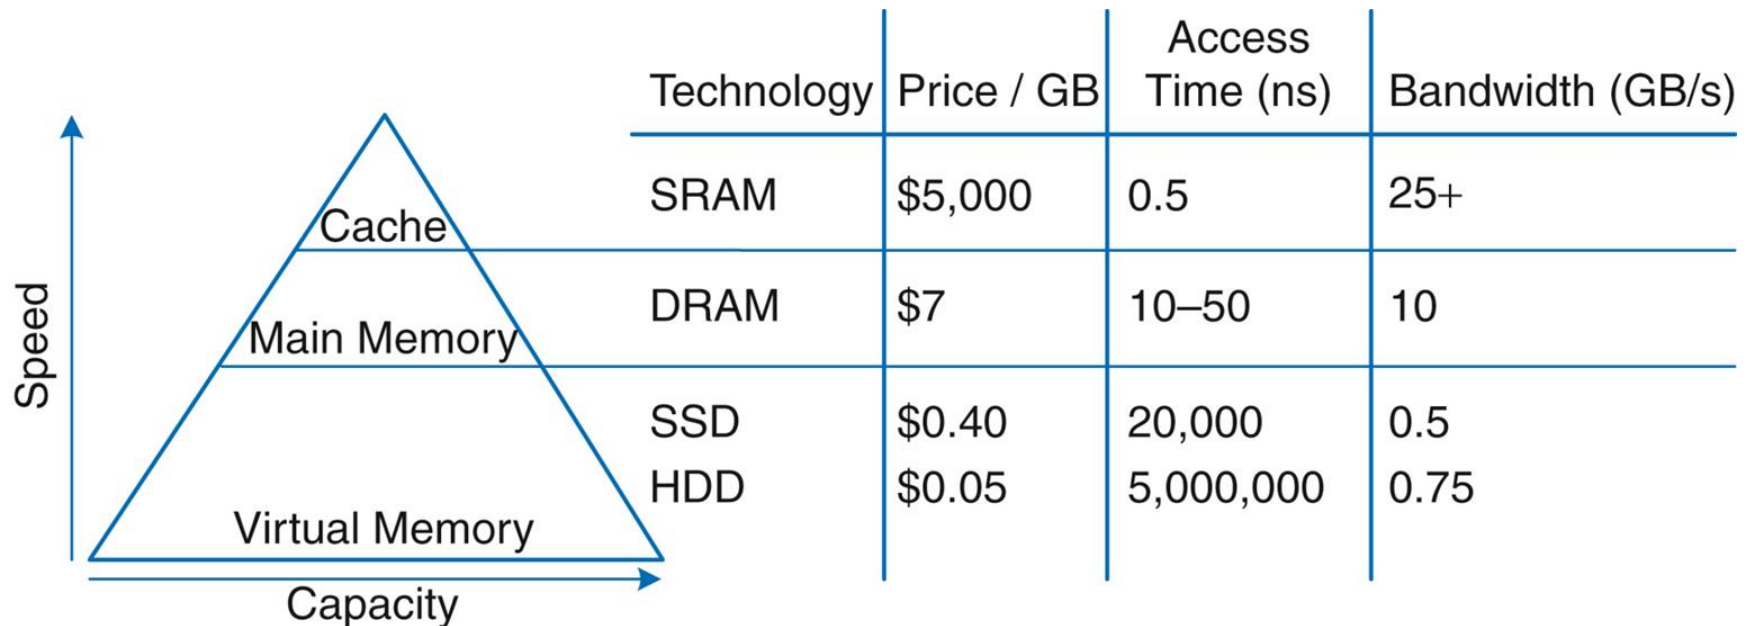 Technology Price / GB Access Time (ns) Bandwidth (GB/s)
SRAM $5,000 0.5 25+
Cache
DRAM $7 10–50 10
Main Memory
SSD $0.40 20,000 0.5
HDD $0.05 5,000,000 0.75
Virtual Memory
Speed
Capacity